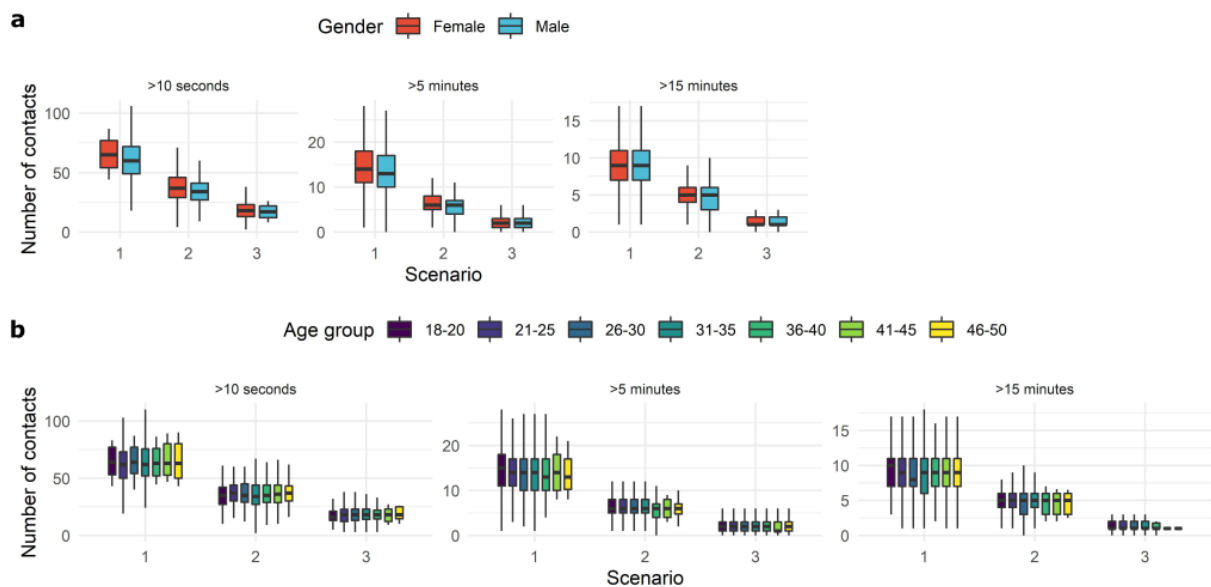 a
Gender Female Male
>10 seconds >5 minutes >15 minutes
Number of contacts
100
50
0
20
10
0
15
10
5
0
1 2 3 1 2 3 1 2 3
Scenario
b
Age group 18-20 21-25 26-30 31-35 36-40 41-45 46-50
>10 seconds >5 minutes >15 minutes
Number of contacts
100
50
0
20
10
0
15
10
5
0
1 2 3 1 2 3 1 2 3
Scenario